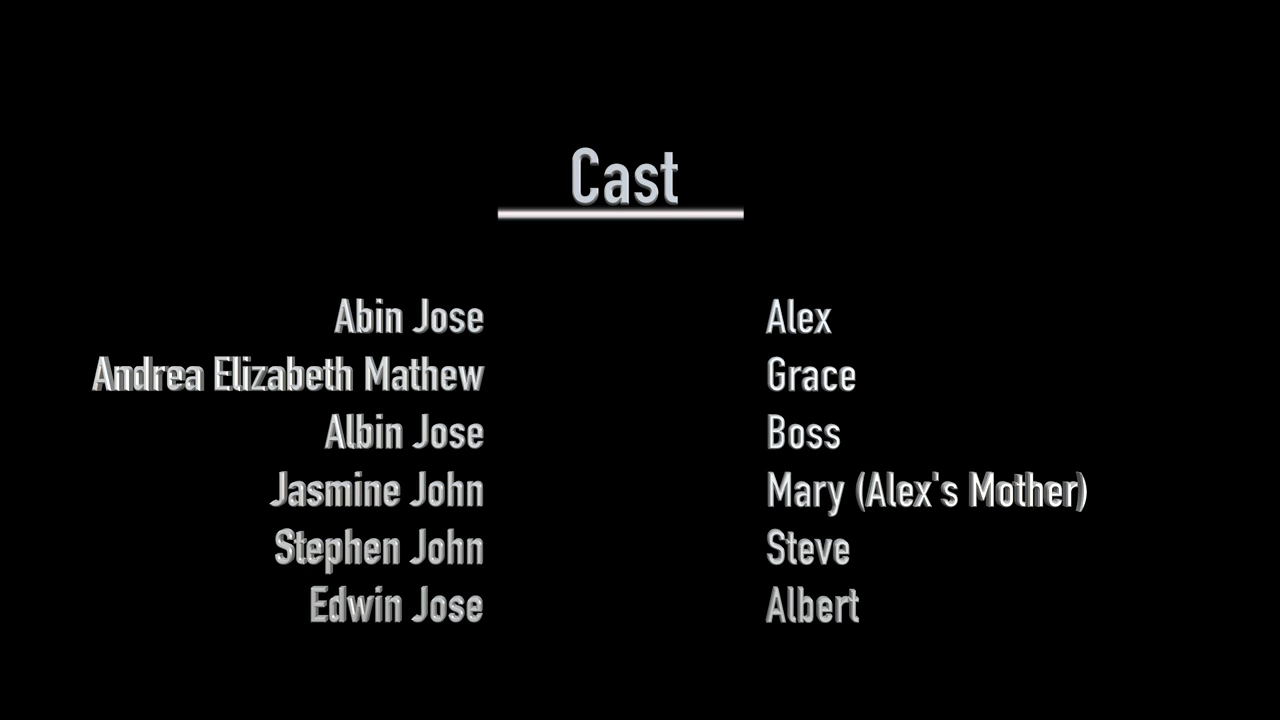 Cast
Abin Jose Alex
Andrea Elizabeth Mathew Grace
Albin Jose Boss
Jasmine John Mary (Alex's Mother)
Stephen John Steve
Edwin Jose Albert